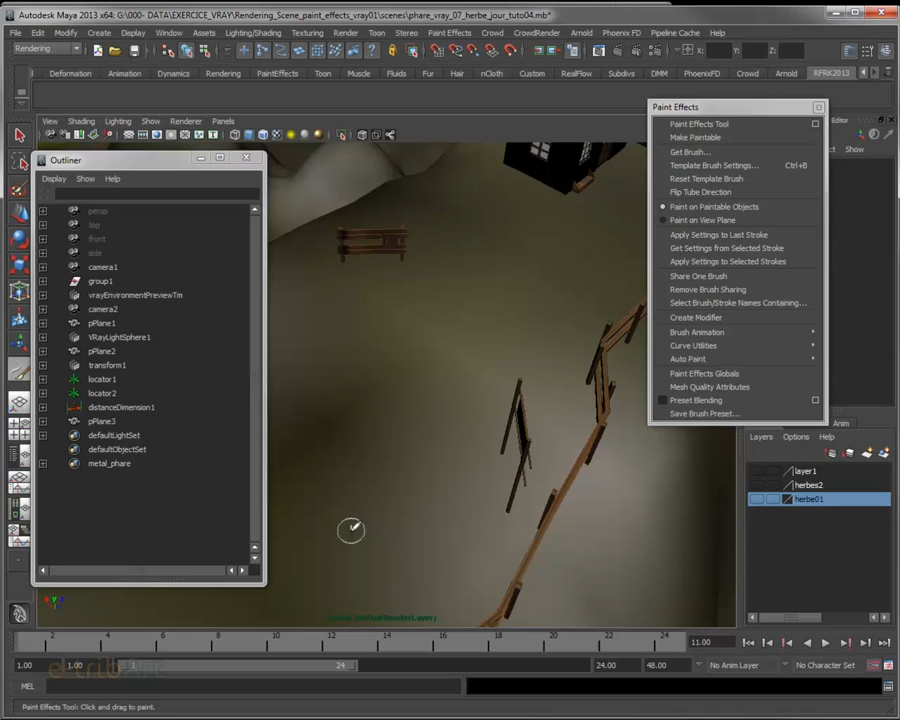 Autodesk Maya 2013 x64: G:\000- DATA\EXERCICE_VRAY\Rendering_Scene_paint_effects_vray01\scenes\phare_vray_07_herbe_jour_tuto04.mb*
File Edit Modify Create Display Window Assets Lighting/Shading Texturing Render Toon Stereo Paint Effects Crowd CrowdRender Arnold Phoenix FD Pipeline Cache Help
Rendering X: Y: Z:
Deformation Animation Dynamics Rendering PaintEffects Toon Muscle Fluids Fur Hair nCloth Custom RealFlow Subdivs DMM PhoenixFD Crowd Arnold RFRK2013
View Shading Lighting Show Renderer Panels
Outliner
Display Show Help
persp
top
front
side
camera1
group1
vrayEnvironmentPreviewTm
camera2
pPlane1
VRayLightSphere1
pPlane2
transform1
locator1
locator2
distanceDimension1
pPlane3
defaultLightSet
defaultObjectSet
metal_phare
Paint Effects
Paint Effects Tool
Make Paintable
Get Brush...
Template Brush Settings... Ctrl+B
Reset Template Brush
Flip Tube Direction
Paint on Paintable Objects
Paint on View Plane
Apply Settings to Last Stroke
Get Settings from Selected Stroke
Apply Settings to Selected Strokes
Share One Brush
Remove Brush Sharing
Select Brush/Stroke Names Containing...
Create Modifier
Brush Animation
Curve Utilities
Auto Paint
Paint Effects Globals
Mesh Quality Attributes
Preset Blending
Save Brush Preset...
Editor
Show
Anim
Layers Options Help
layer1
herbes2
herbe01
2 4 6 8 10 12 14 16 18 20 22 24 11.00
1.00 1.00 1 24 24.00 48.00 No Anim Layer No Character Set
MEL
Paint Effects Tool: Click and drag to paint.